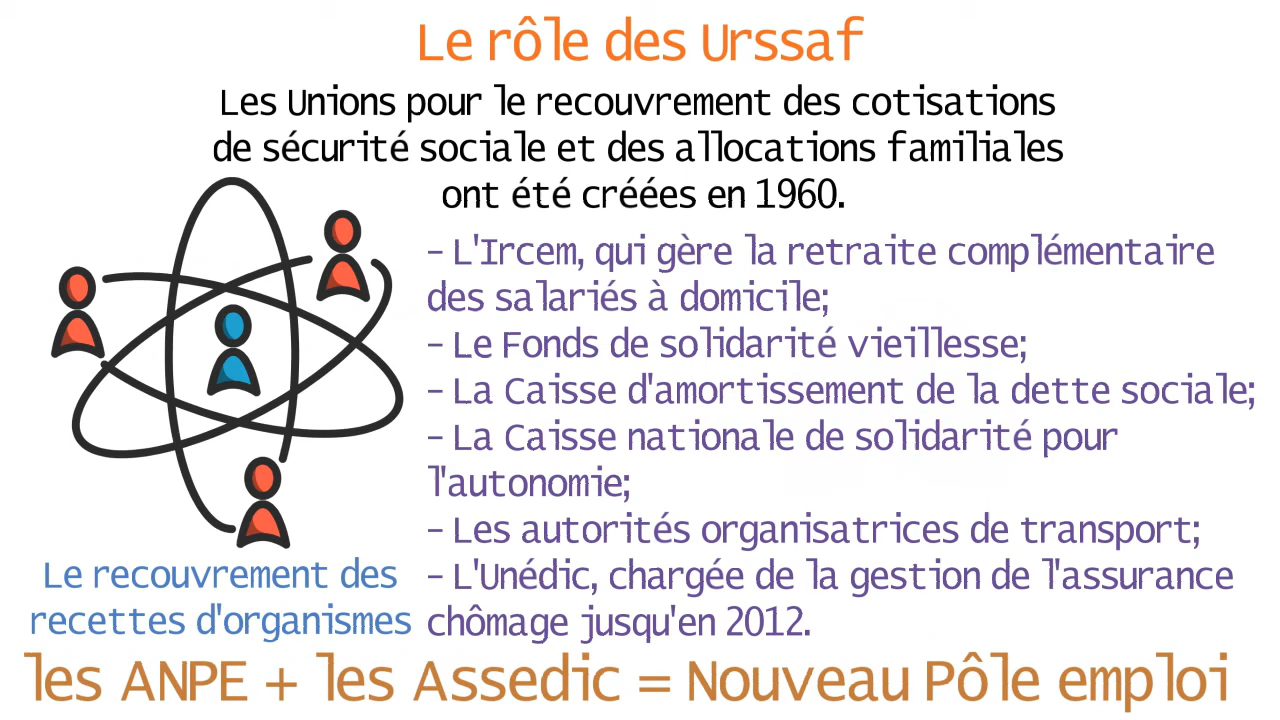 Le rôle des Urssaf
Les Unions pour le recouvrement des cotisations
de sécurité sociale et des allocations familiales
ont été créées en 1960.
- L'Ircem, qui gère la retraite complémentaire
des salariés à domicile;
- Le Fonds de solidarité vieillesse;
- La Caisse d'amortissement de la dette sociale;
- La Caisse nationale de solidarité pour
l'autonomie;
- Les autorités organisatrices de transport;
- L'Unédic, chargée de la gestion de l'assurance
chômage jusqu'en 2012.
Le recouvrement des
recettes d'organismes
les ANPE + les Assedic = Nouveau Pôle emploi